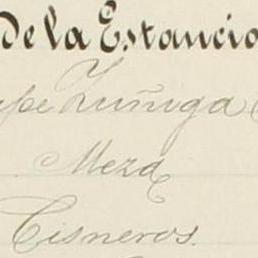 de la Estancia
Zuñiga
Meza
Cisneros.